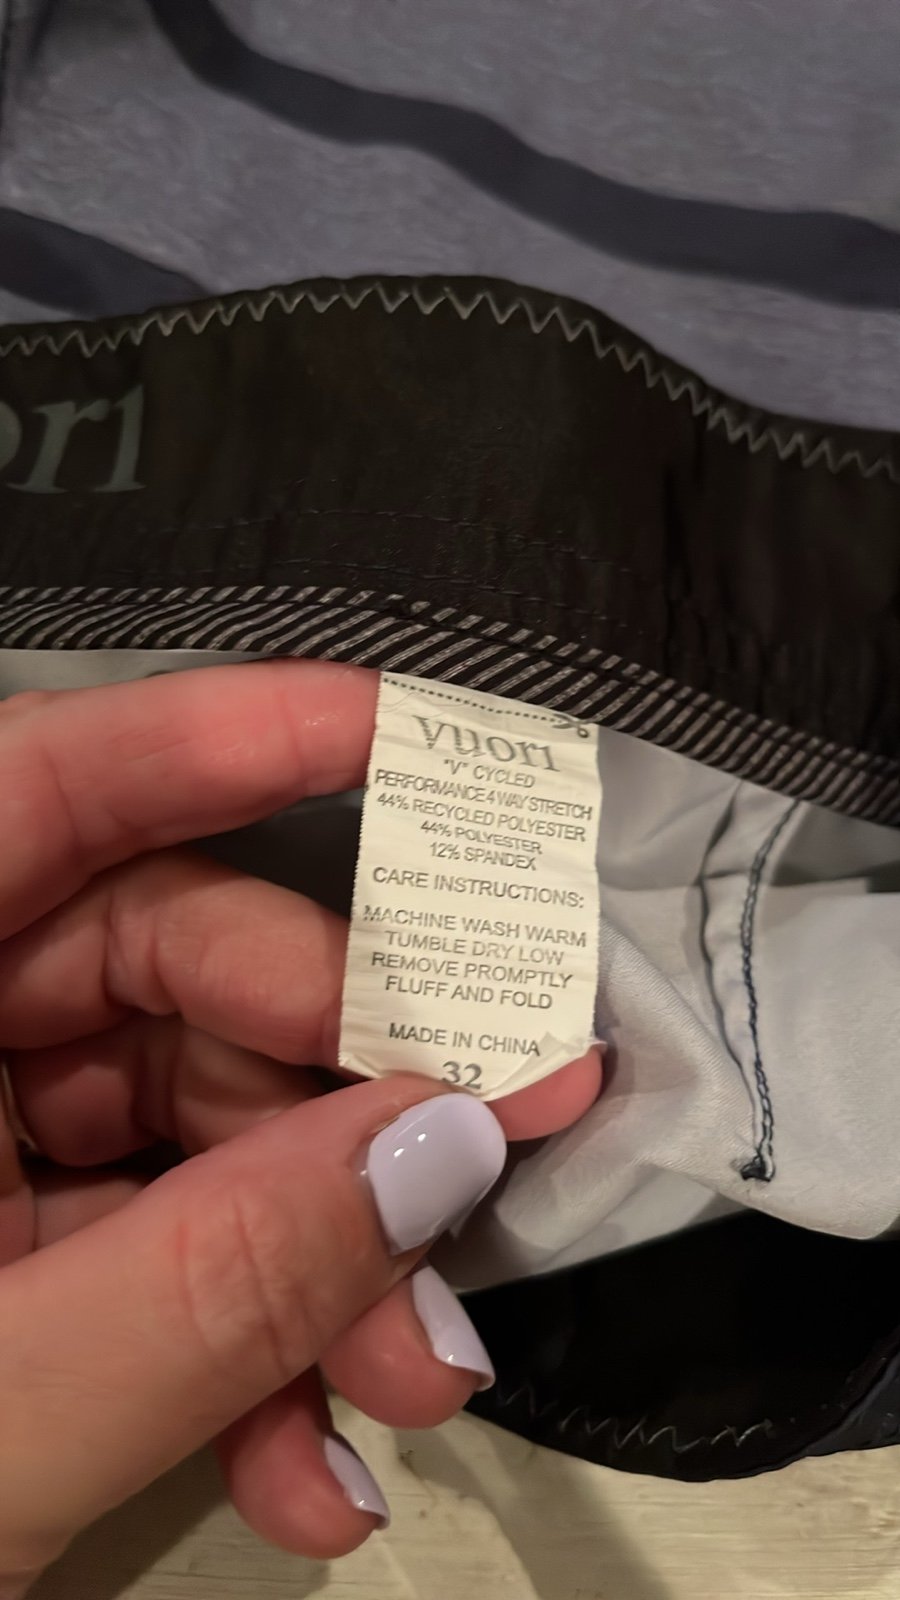 ori
vuori
"V" CYCLED
PERFORMANCE 4 WAY STRETCH
44% RECYCLED POLYESTER
44% POLYESTER
12% SPANDEX
CARE INSTRUCTIONS:
MACHINE WASH WARM
TUMBLE DRY LOW
REMOVE PROMPTLY
FLUFF AND FOLD
MADE IN CHINA
32